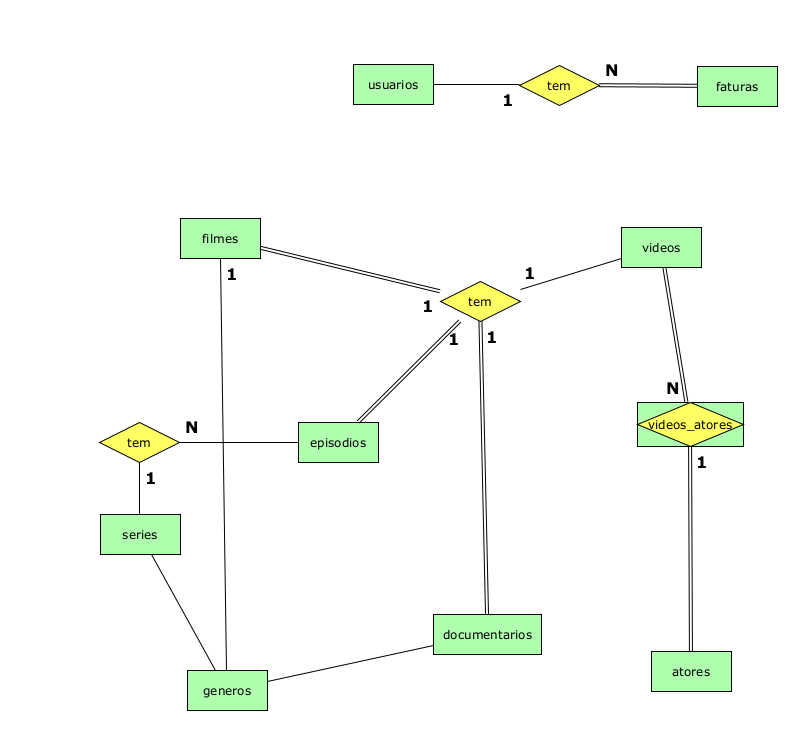 usuarios
1
tem
N
faturas
filmes
1
1
tem
1
videos
1
1
N
videos_atores
1
tem
N
1
episodios
series
generos
documentarios
atores